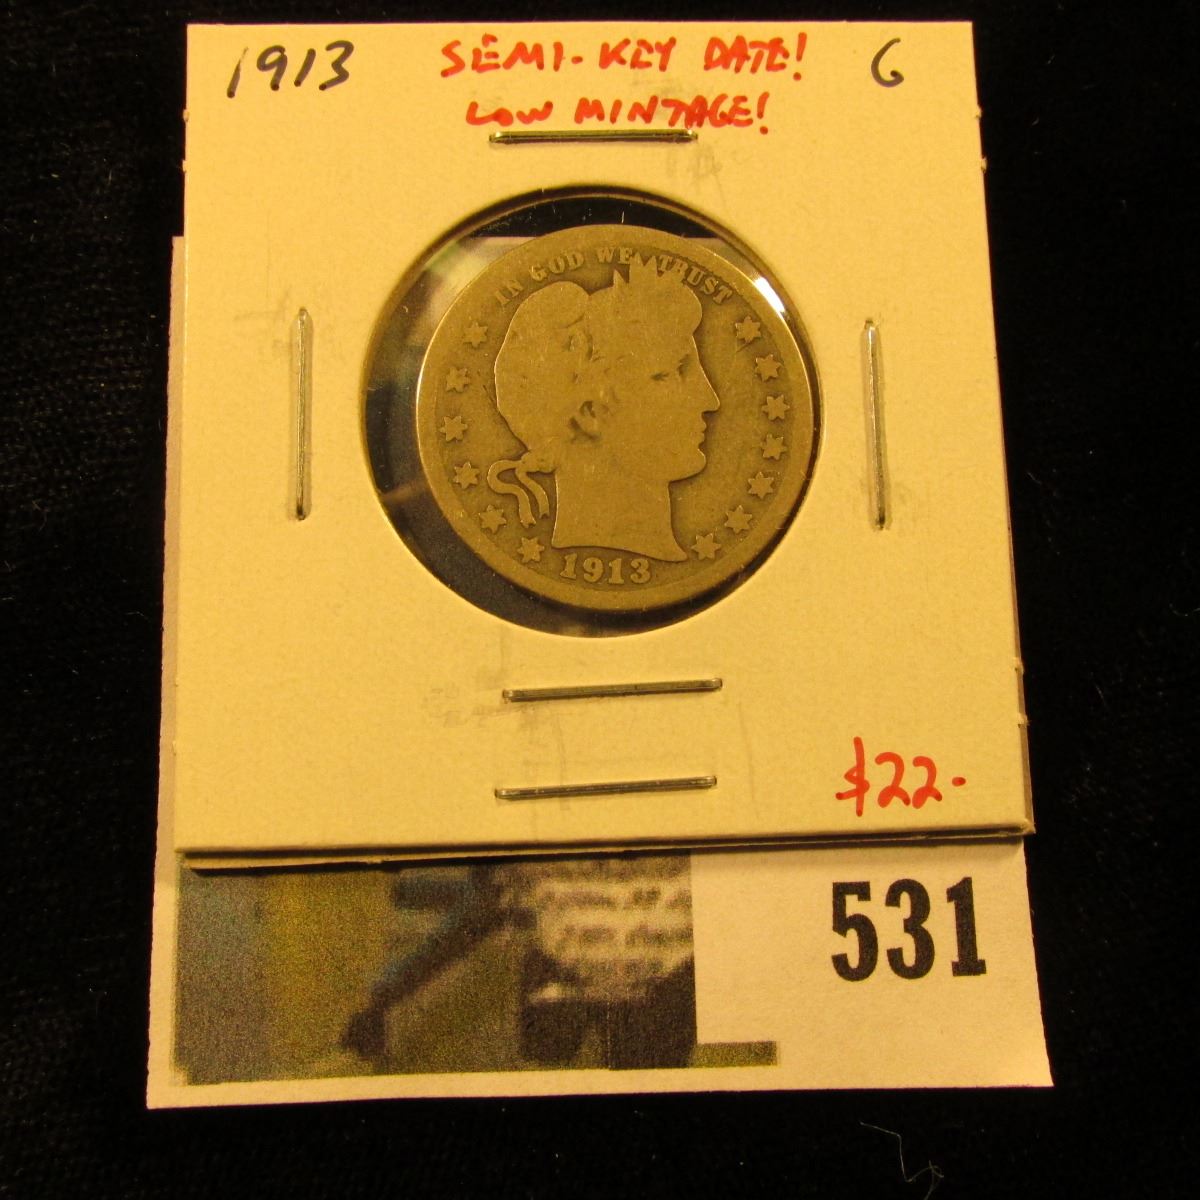 1913 SEMI-KEY DATE! G
LOW MINTAGE!
IN GOD WE TRUST
1913
$22-
531